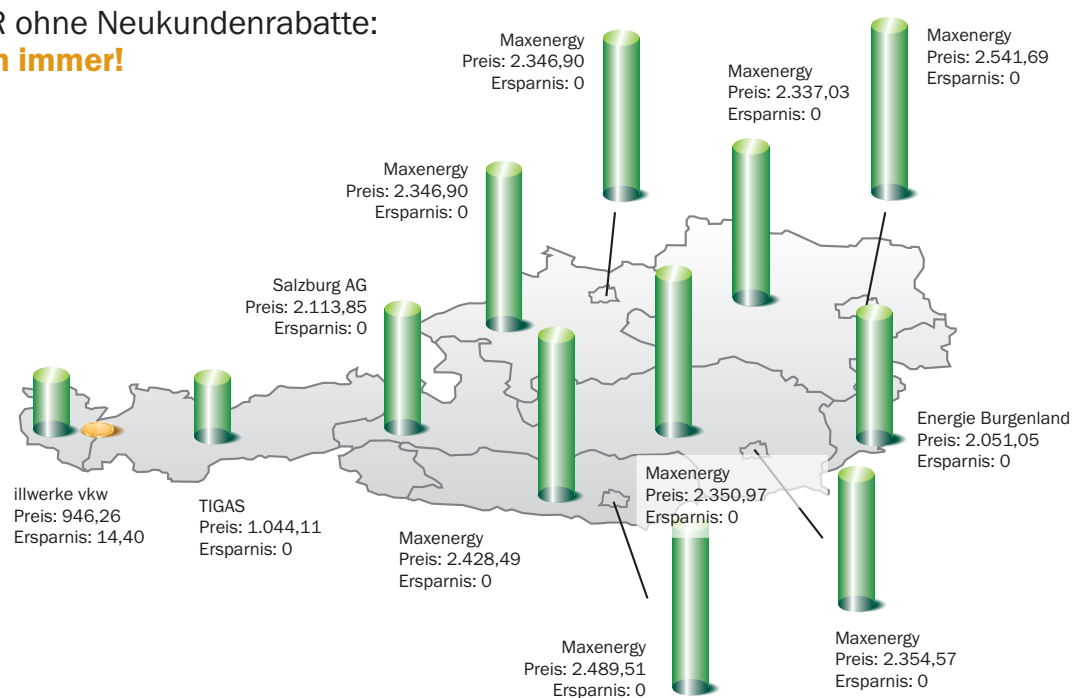 R ohne Neukundenrabatte:
immer!
Maxenergy
Preis: 2.346,90
Ersparnis: 0
Maxenergy
Preis: 2.541,69
Ersparnis: 0
Maxenergy
Preis: 2.337,03
Ersparnis: 0
Maxenergy
Preis: 2.346,90
Ersparnis: 0
Salzburg AG
Preis: 2.113,85
Ersparnis: 0
Energie Burgenland
Preis: 2.051,05
Ersparnis: 0
illwerke vkw
Preis: 946,26
Ersparnis: 14,40
TIGAS
Preis: 1.044,11
Ersparnis: 0
Maxenergy
Preis: 2.428,49
Ersparnis: 0
Maxenergy
Preis: 2.350,97
Ersparnis: 0
Maxenergy
Preis: 2.489,51
Ersparnis: 0
Maxenergy
Preis: 2.354,57
Ersparnis: 0